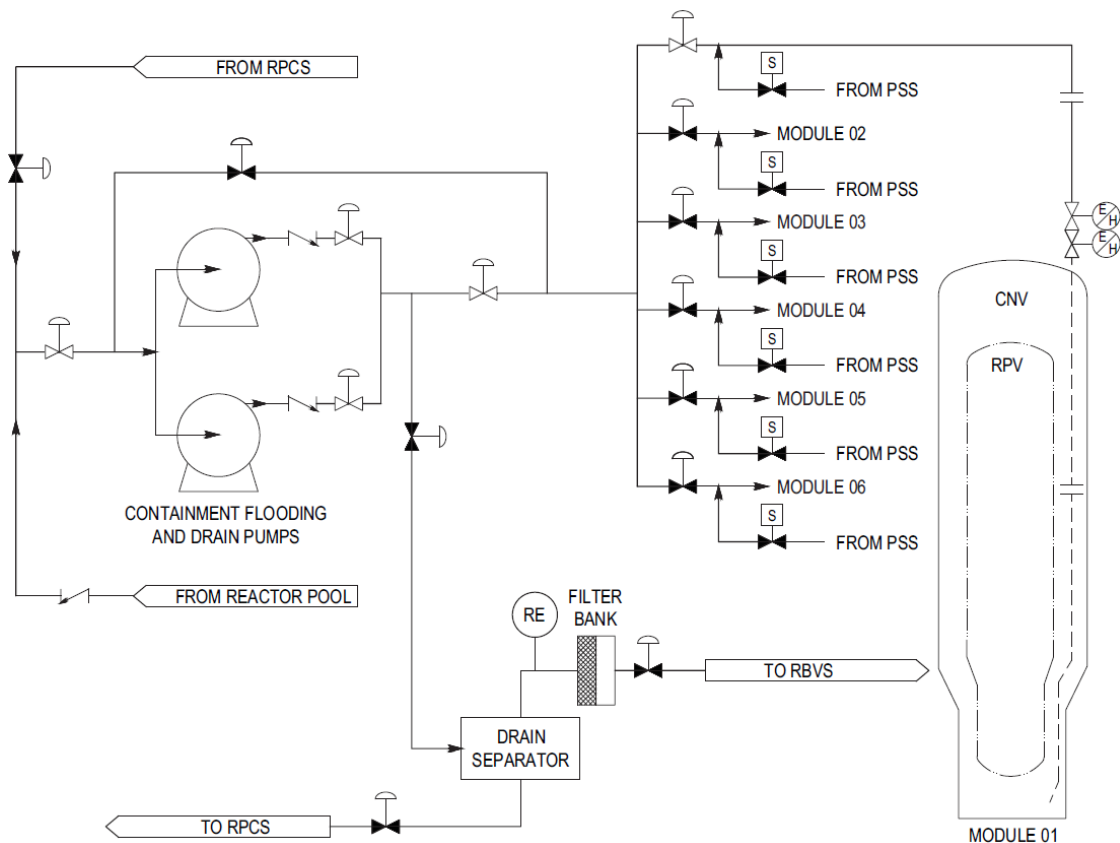 FROM RPCS
S
FROM PSS
MODULE 02
S
FROM PSS
MODULE 03
S
FROM PSS
MODULE 04
S
FROM PSS
MODULE 05
S
FROM PSS
MODULE 06
S
FROM PSS
E
H
E
H
CNV
RPV
CONTAINMENT FLOODING
AND DRAIN PUMPS
FROM REACTOR POOL
RE
FILTER
BANK
TO RBVS
DRAIN
SEPARATOR
TO RPCS
MODULE 01